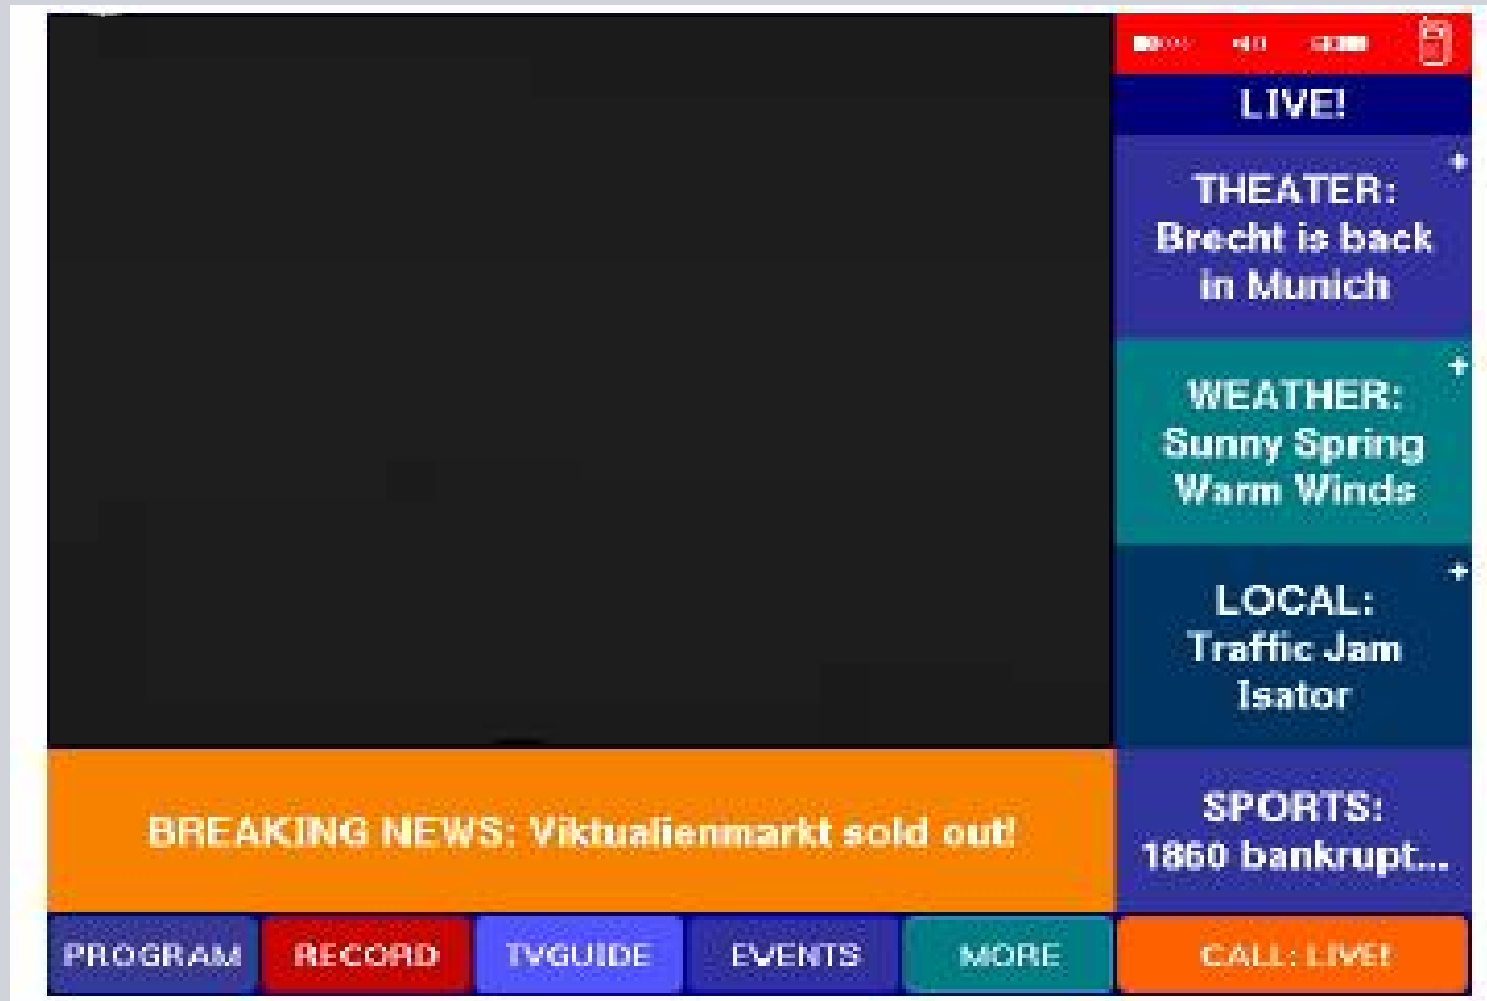 LIVE!
THEATER:
Brecht is back
in Munich
WEATHER:
Sunny Spring
Warm Winds
LOCAL:
Traffic Jam
Isator
BREAKING NEWS: Viktualienmarkt sold out!
SPORTS:
1860 bankrupt...
PROGRAM
RECORD
TVGUIDE
EVENTS
MORE
CALL: LIVE!